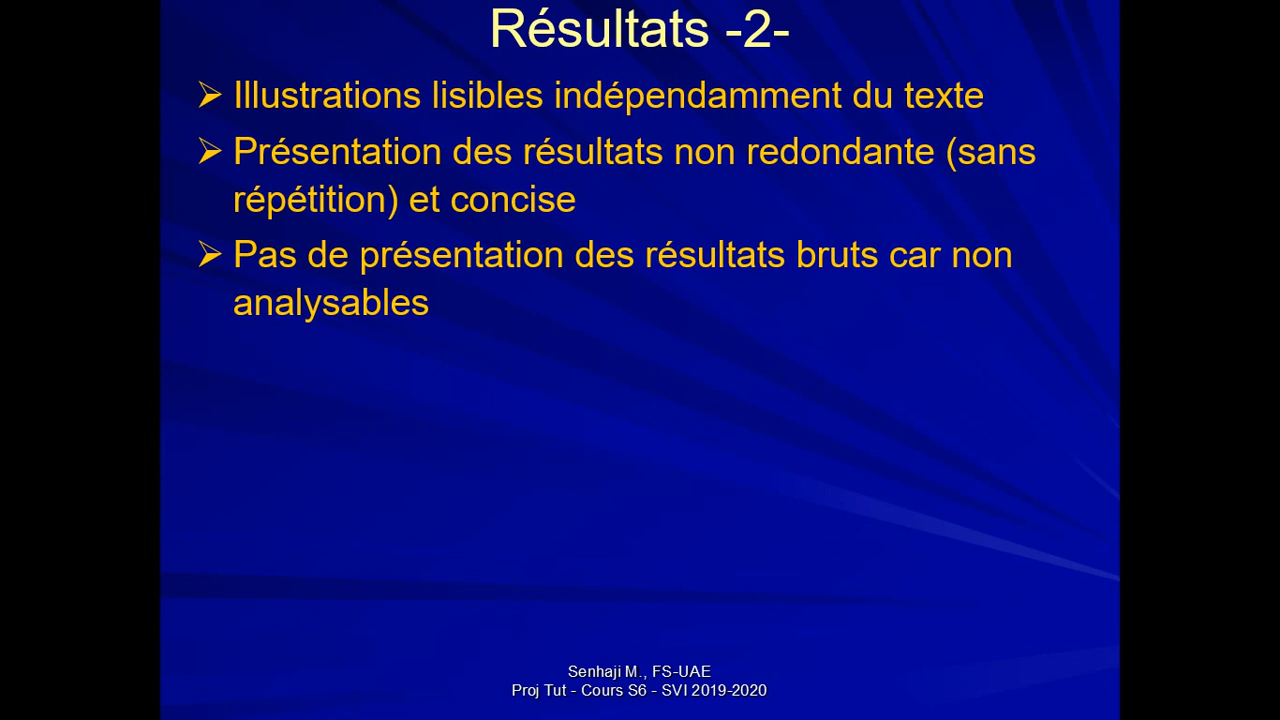 Résultats -2-
Illustrations lisibles indépendamment du texte
Présentation des résultats non redondante (sans
répétition) et concise
Pas de présentation des résultats bruts car non
analysables
Senhaji M., FS-UAE
Proj Tut - Cours S6 - SVI 2019-2020